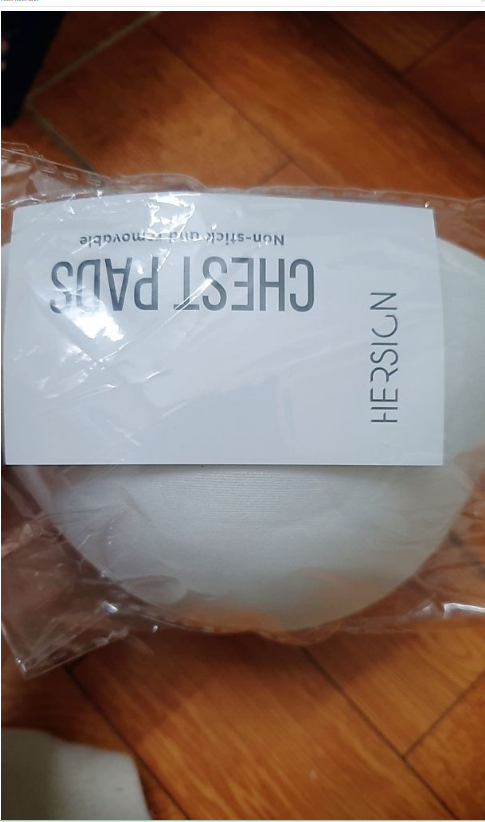 CHEST PADS
Non-stick and removable
HERSIGN